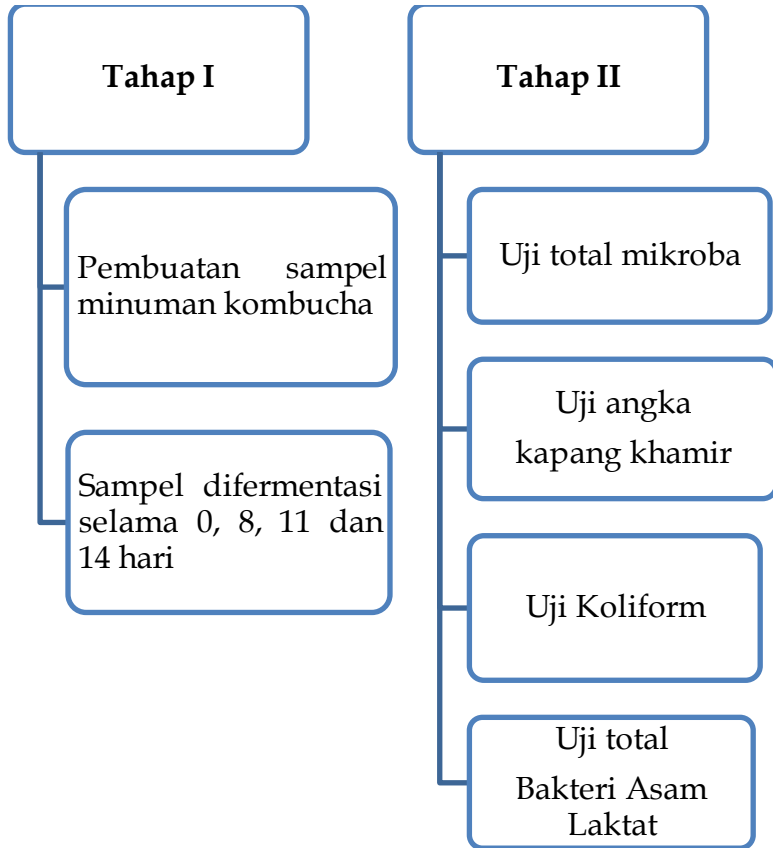 Tahap I
Pembuatan sampel
minuman kombucha
Sampel difermentasi
selama 0, 8, 11 dan
14 hari
Tahap II
Uji total mikroba
Uji angka
kapang khamir
Uji Koliform
Uji total
Bakteri Asam
Laktat